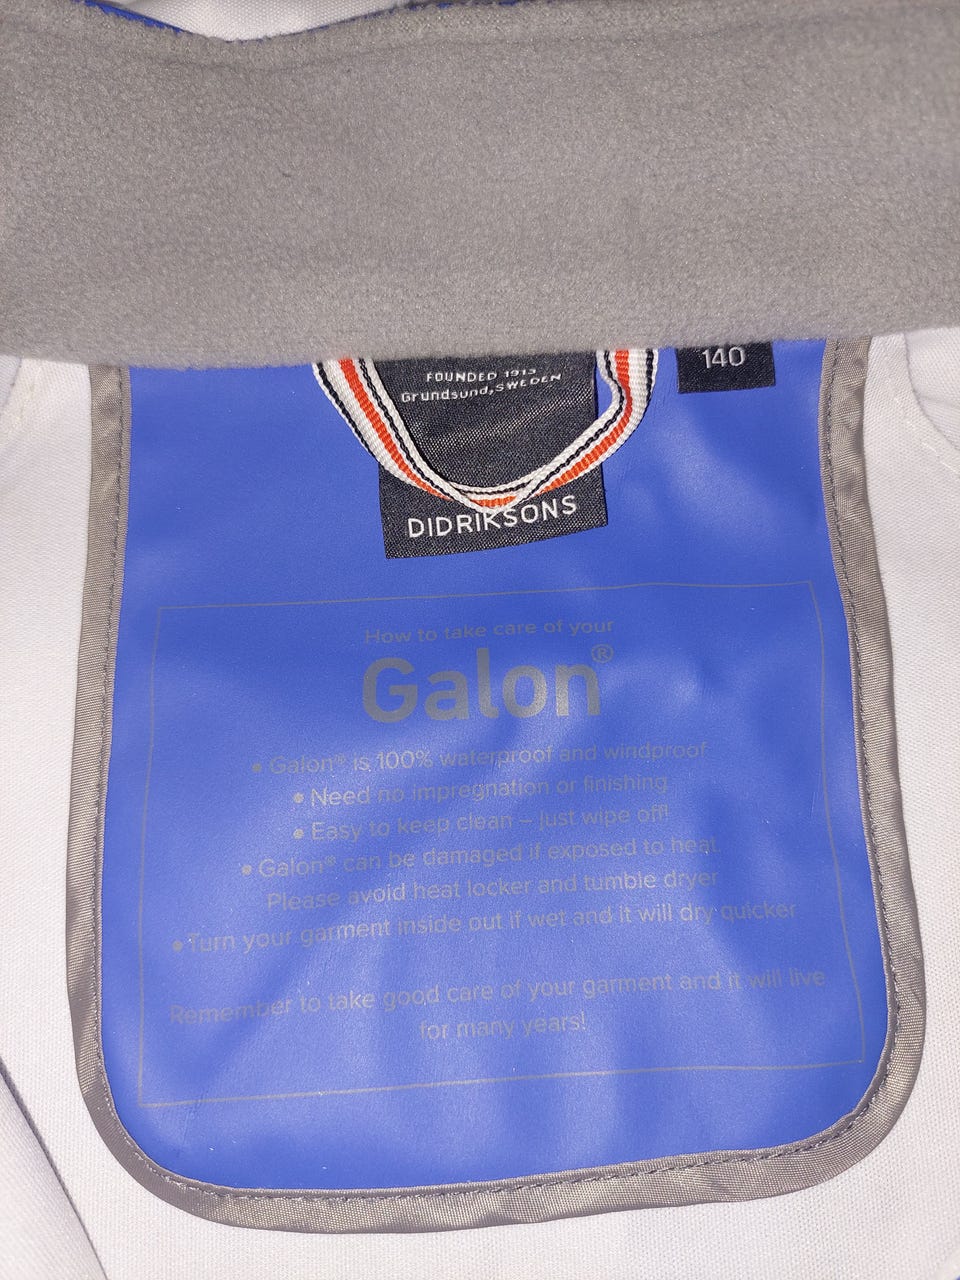 FOUNDED 1913
Grundsund, SWEDEN
140
DIDRIKSONS
How to take care of your
Galon®
• Galon® is 100% waterproof and windproof
• Need no impregnation or finishing
• Easy to keep clean – just wipe off!
• Galon® can be damaged if exposed to heat.
Please avoid heat locker and tumble dryer
• Turn your garment inside out if wet and it will dry quicker
Remember to take good care of your garment and it will live
for many years!